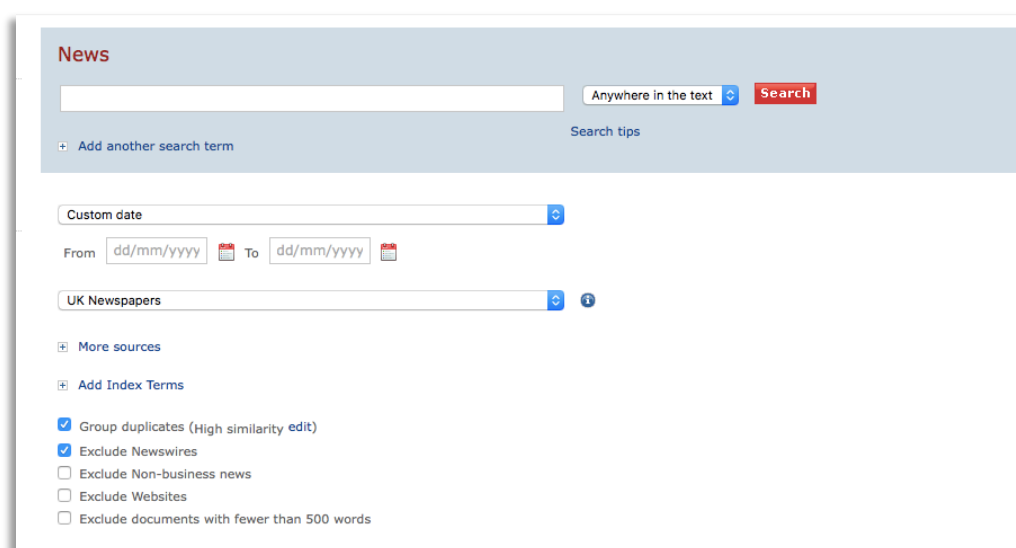 News
Anywhere in the text Search
Search tips
Add another search term
Custom date
From dd/mm/yyyy To dd/mm/yyyy
UK Newspapers
More sources
Add Index Terms
Group duplicates (High similarity edit)
Exclude Newswires
Exclude Non-business news
Exclude Websites
Exclude documents with fewer than 500 words